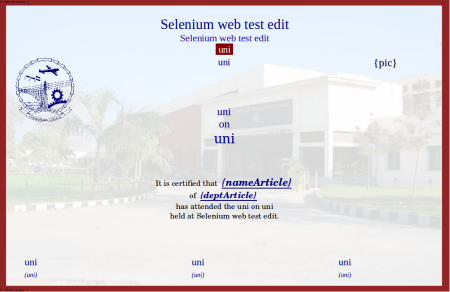 Selenium web test edit
Selenium web test edit
uni
uni
{pic}
uni
on
uni
It is certified that {nameArticle}
of {deptArticle}
has attended the uni on uni
held at Selenium web test edit.
uni uni uni
(uni) (uni) (uni)